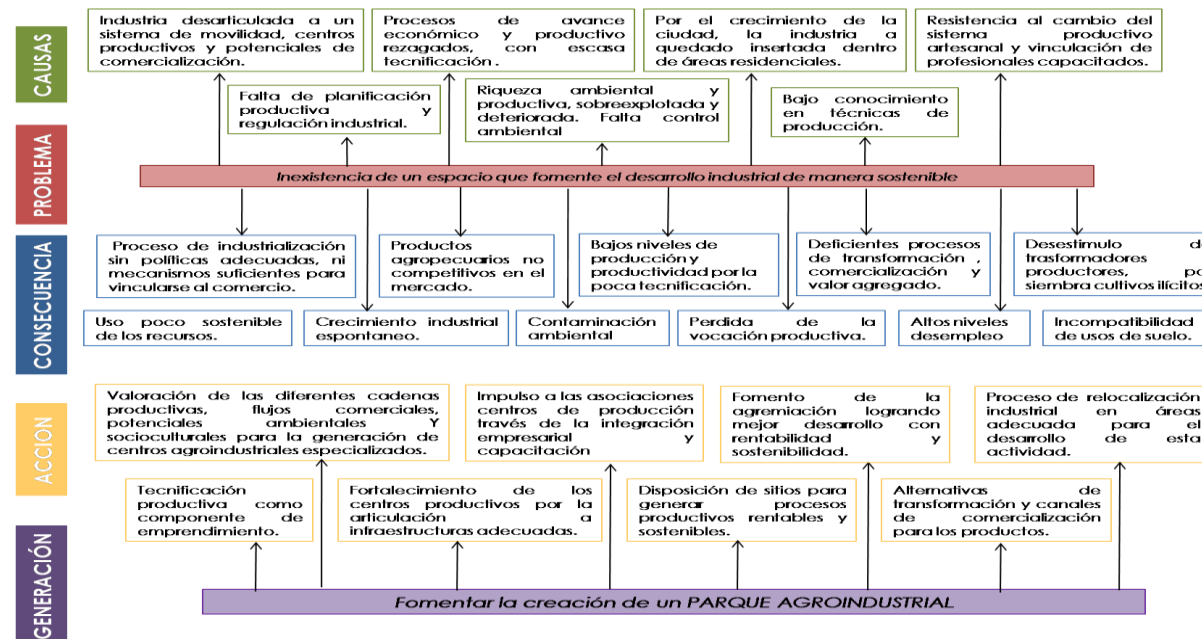 CAUSAS
Industria desarticulada a un
sistema de movilidad, centros
productivos y potenciales de
comercialización.
Procesos de avance
económico y productivo
rezagados, con escasa
tecnificación .
Por el crecimiento de la
ciudad, la industria a
quedado insertada dentro
de áreas residenciales.
Resistencia al cambio del
sistema productivo
artesanal y vinculación de
profesionales capacitados.
Falta de planificación
productiva y
regulación industrial.
Riqueza ambiental y
productiva, sobreexplotada y
deteriorada. Falta control
ambiental
Bajo conocimiento
en técnicas de
producción.
PROBLEMA
Inexistencia de un espacio que fomente el desarrollo industrial de manera sostenible
CONSECUENCIA
Proceso de industrialización
sin políticas adecuadas, ni
mecanismos suficientes para
vincularse al comercio.
Productos
agropecuarios no
competitivos en el
mercado.
Bajos niveles de
producción y
productividad por la
poca tecnificación.
Deficientes procesos
de transformación ,
comercialización y
valor agregado.
Desestimulo
trasformadores
productores,
siembra cultivos ilícitos.
Uso poco sostenible
de los recursos.
Crecimiento industrial
espontaneo.
Contaminación
ambiental
Perdida de la
vocación productiva.
Altos niveles
desempleo
Incompatibilidad
de usos de suelo.
ACCION
Valoración de las diferentes cadenas
productivas, flujos comerciales,
potenciales ambientales Y
socioculturales para la generación de
centros agroindustriales especializados.
Impulso a las asociaciones
centros de producción
través de la integración
empresarial y
capacitación
Fomento de la
agremiación logrando
mejor desarrollo con
rentabilidad y
sostenibilidad.
Proceso de relocalización
industrial en áreas
adecuada para el
desarrollo de esta
actividad.
Tecnificación
productiva como
componente de
emprendimiento.
Fortalecimiento de los
centros productivos por la
articulación a
infraestructuras adecuadas.
Disposición de sitios para
generar procesos
productivos rentables y
sostenibles.
Alternativas de
transformación y canales
de comercialización
para los productos.
GENERACIÓN
Fomentar la creación de un PARQUE AGROINDUSTRIAL